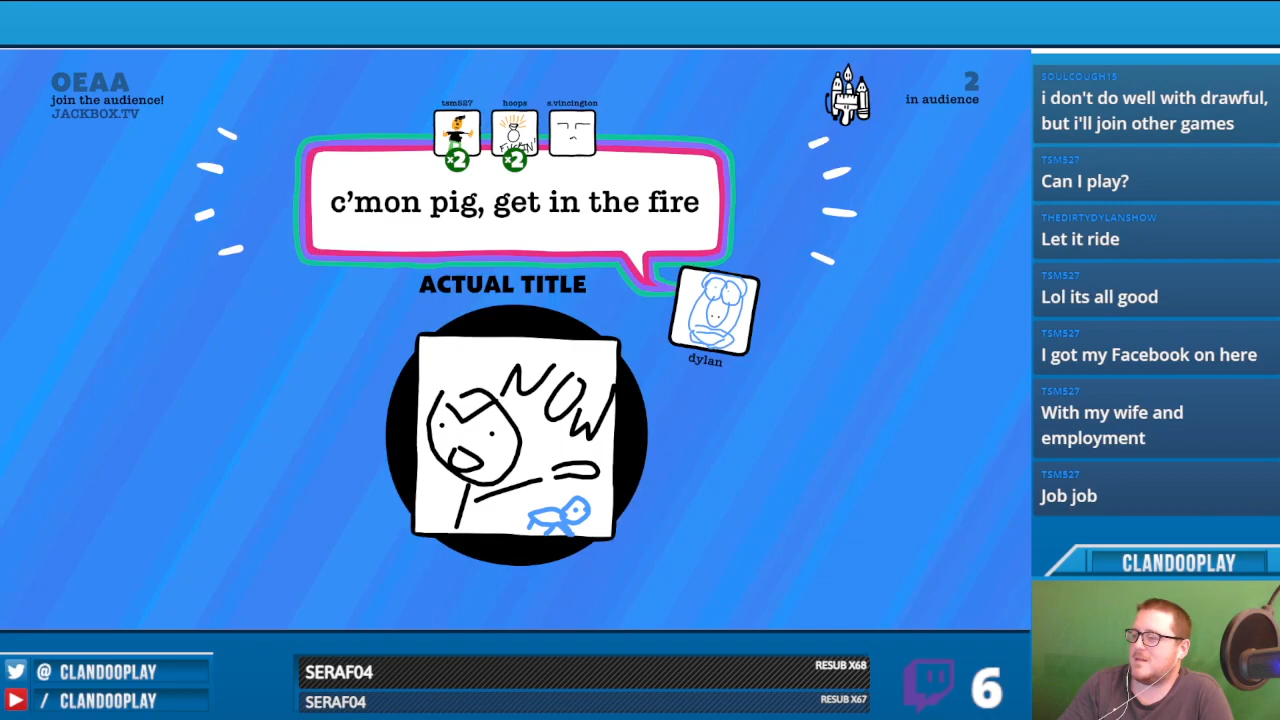 OEAA
join the audience!
JACKBOX.TV
tsm527
hoops
s.vincington
x2
FUCKIN'
x2
2
in audience
c'mon pig, get in the fire
ACTUAL TITLE
dylan
NOW
SOULCOUGH15
i don't do well with drawful,
but i'll join other games
TSM527
Can I play?
THEDIRTYDYLANSHOW
Let it ride
TSM527
Lol its all good
TSM527
I got my Facebook on here
TSM527
With my wife and
employment
TSM527
Job job
CLANDOOPLAY
@ CLANDOOPLAY
/ CLANDOOPLAY
SERAF04
RESUB X68
SERAF04
RESUB X67
6